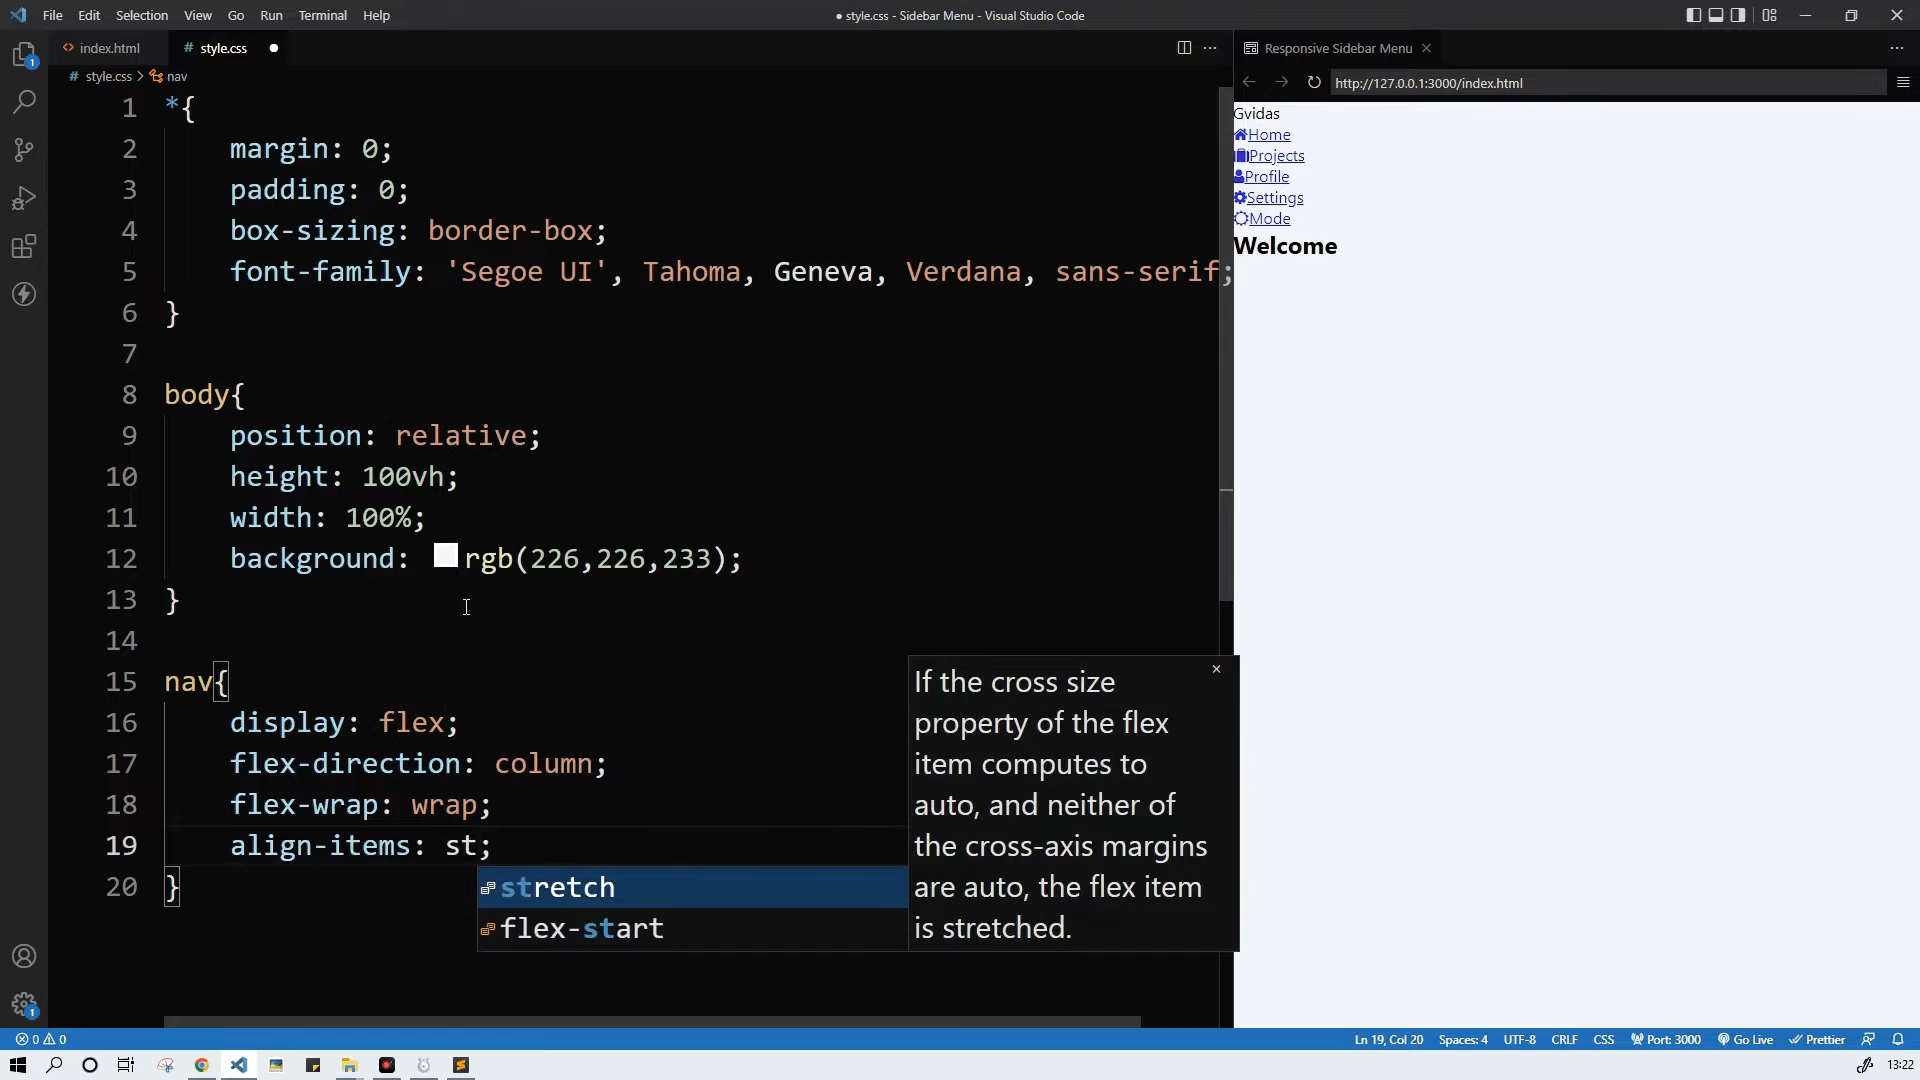 File Edit Selection View Go Run Terminal Help
● style.css - Sidebar Menu - Visual Studio Code
index.html
# style.css ●
# style.css > nav
1 *{
2 margin: 0;
3 padding: 0;
4 box-sizing: border-box;
5 font-family: 'Segoe UI', Tahoma, Geneva, Verdana, sans-serif;
6 }
7
8 body{
9 position: relative;
10 height: 100vh;
11 width: 100%;
12 background: rgb(226,226,233);
13 }
14
15 nav{
16 display: flex;
17 flex-direction: column;
18 flex-wrap: wrap;
19 align-items: st;
20 }
stretch
flex-start
If the cross size
property of the flex
item computes to
auto, and neither of
the cross-axis margins
are auto, the flex item
is stretched.
Responsive Sidebar Menu
http://127.0.0.1:3000/index.html
Gvidas
Home
Projects
Profile
Settings
Mode
Welcome
1
1
0 0
Ln 19, Col 20 Spaces: 4 UTF-8 CRLF CSS Port: 3000 Go Live Prettier
13:22